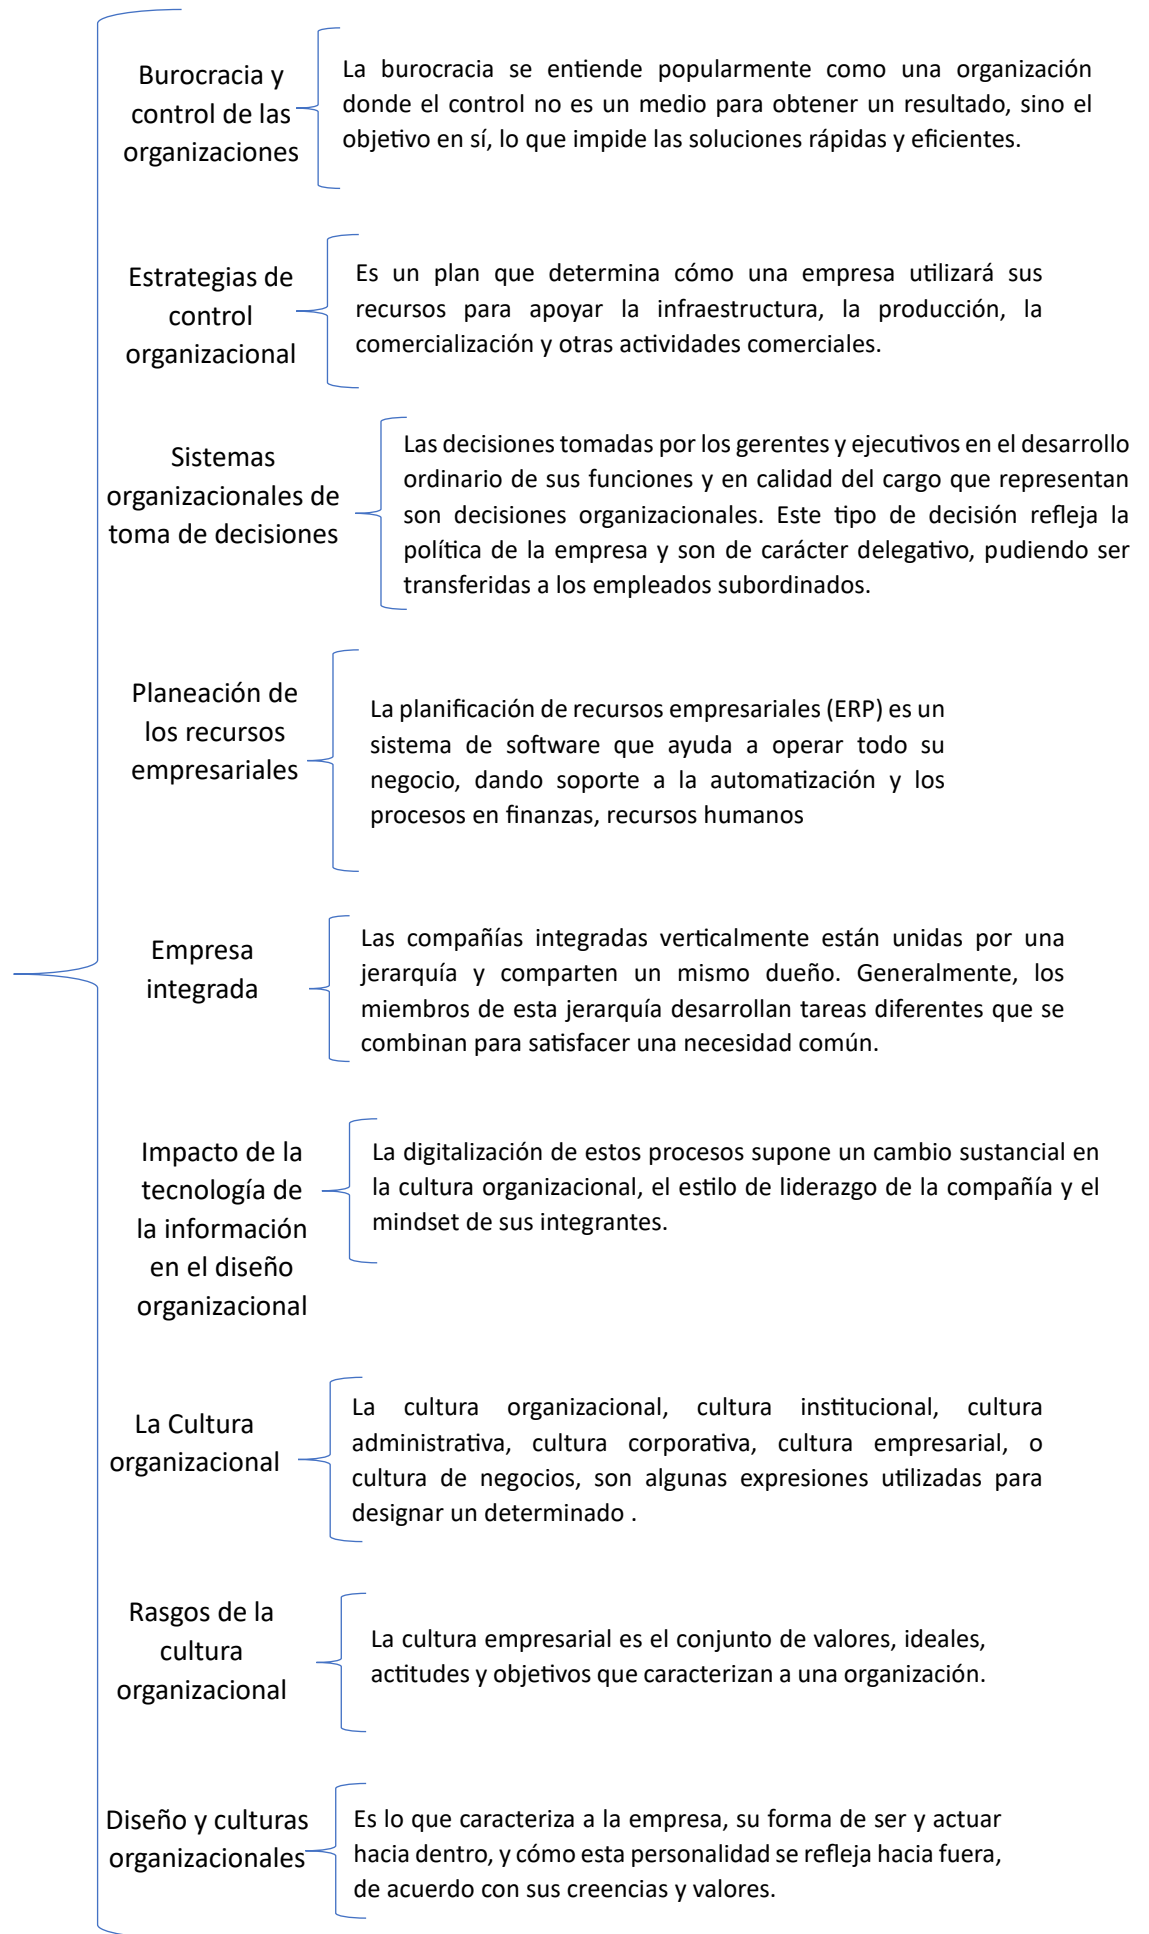 Burocracia y
control de las
organizaciones
La burocracia se entiende popularmente como una organización
donde el control no es un medio para obtener un resultado, sino el
objetivo en sí, lo que impide las soluciones rápidas y eficientes.
Estrategias de
control
organizacional
Es un plan que determina cómo una empresa utilizará sus
recursos para apoyar la infraestructura, la producción, la
comercialización y otras actividades comerciales.
Sistemas
organizacionales de
toma de decisiones
Las decisiones tomadas por los gerentes y ejecutivos en el desarrollo
ordinario de sus funciones y en calidad del cargo que representan
son decisiones organizacionales. Este tipo de decisión refleja la
política de la empresa y son de carácter delegativo, pudiendo ser
transferidas a los empleados subordinados.
Planeación de
los recursos
empresariales
La planificación de recursos empresariales (ERP) es un
sistema de software que ayuda a operar todo su
negocio, dando soporte a la automatización y los
procesos en finanzas, recursos humanos
Empresa
integrada
Las compañías integradas verticalmente están unidas por una
jerarquía y comparten un mismo dueño. Generalmente, los
miembros de esta jerarquía desarrollan tareas diferentes que se
combinan para satisfacer una necesidad común.
Impacto de la
tecnología de
la información
en el diseño
organizacional
La digitalización de estos procesos supone un cambio sustancial en
la cultura organizacional, el estilo de liderazgo de la compañía y el
mindset de sus integrantes.
La Cultura
organizacional
La cultura organizacional, cultura institucional, cultura
administrativa, cultura corporativa, cultura empresarial, o
cultura de negocios, son algunas expresiones utilizadas para
designar un determinado .
Rasgos de la
cultura
organizacional
La cultura empresarial es el conjunto de valores, ideales,
actitudes y objetivos que caracterizan a una organización.
Diseño y culturas
organizacionales
Es lo que caracteriza a la empresa, su forma de ser y actuar
hacia dentro, y cómo esta personalidad se refleja hacia fuera,
de acuerdo con sus creencias y valores.